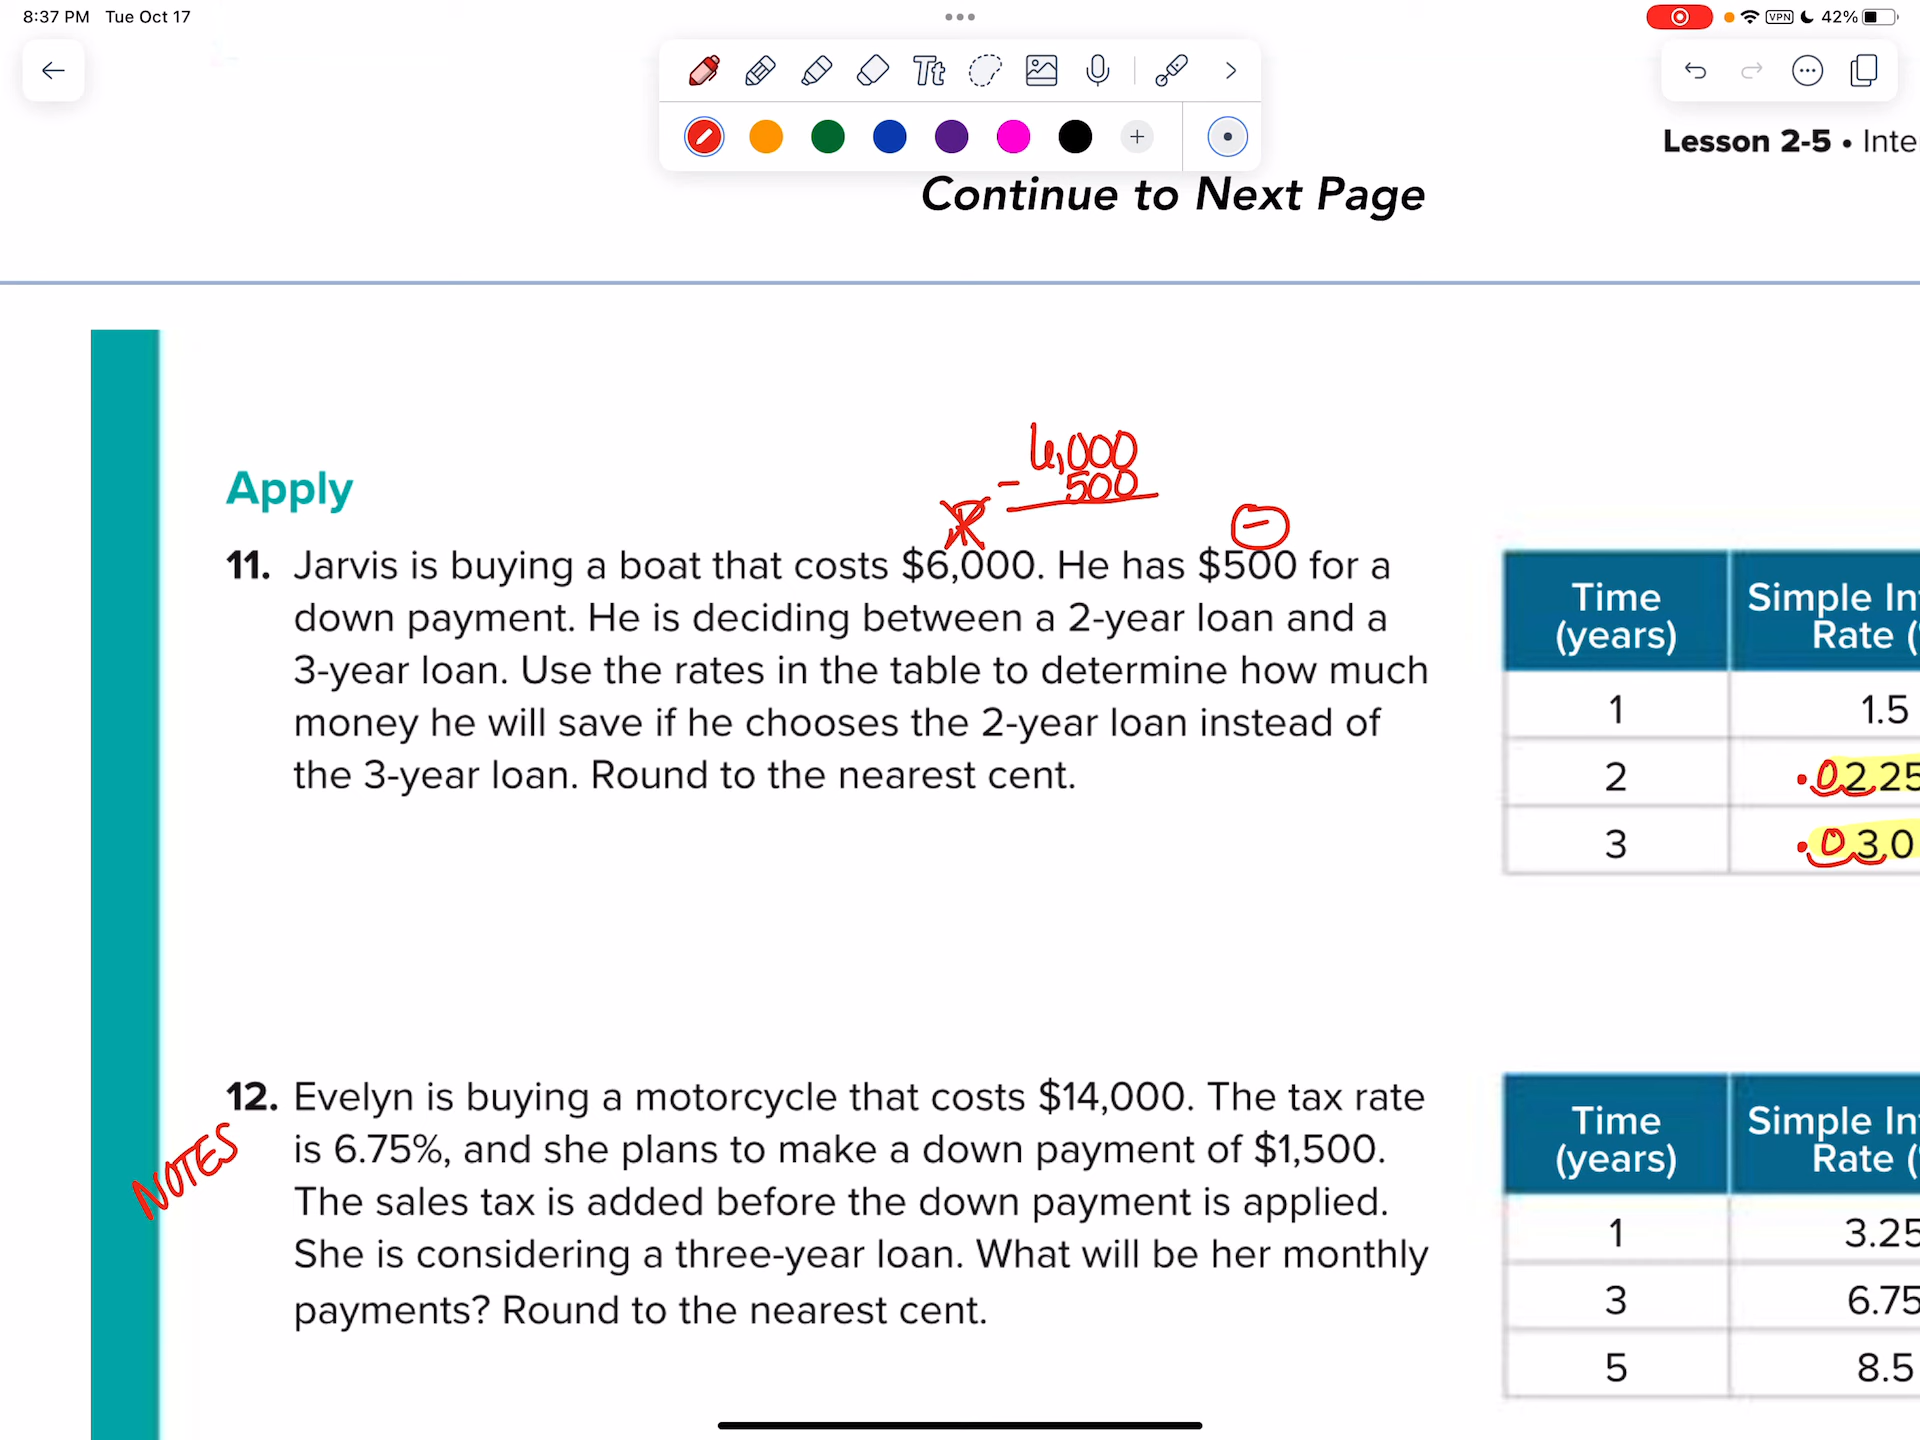 8:37 PM Tue Oct 17
VPN 42%
Tt
Lesson 2-5 • Inte
Continue to Next Page
6,000
- 500
Apply
11. Jarvis is buying a boat that costs $6,000. He has $500 for a
down payment. He is deciding between a 2-year loan and a
3-year loan. Use the rates in the table to determine how much
money he will save if he chooses the 2-year loan instead of
the 3-year loan. Round to the nearest cent.
Time Simple In
(years) Rate (
1 1.5
2 .02.25
3 .03.0
12. Evelyn is buying a motorcycle that costs $14,000. The tax rate
is 6.75%, and she plans to make a down payment of $1,500.
The sales tax is added before the down payment is applied.
She is considering a three-year loan. What will be her monthly
payments? Round to the nearest cent.
NOTES
Time Simple In
(years) Rate (
1 3.25
3 6.75
5 8.5